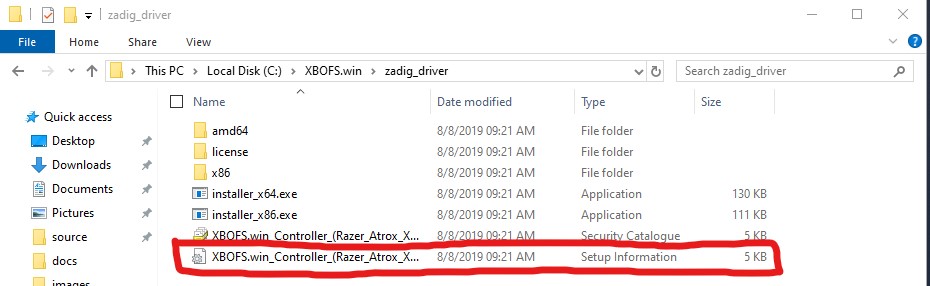 zadig_driver
File Home Share View
This PC Local Disk (C:) XBOFS.win zadig_driver Search zadig_driver
Name Date modified Type Size
Quick access
Desktop
Downloads
Documents
Pictures
source
docs
images
amd64 8/8/2019 09:21 AM File folder
license 8/8/2019 09:21 AM File folder
x86 8/8/2019 09:21 AM File folder
installer_x64.exe 8/8/2019 09:21 AM Application 130 KB
installer_x86.exe 8/8/2019 09:21 AM Application 111 KB
XBOFS.win_Controller_(Razer_Atrox_X... 8/8/2019 09:21 AM Security Catalogue 5 KB
XBOFS.win_Controller_(Razer_Atrox_X... 8/8/2019 09:21 AM Setup Information 5 KB